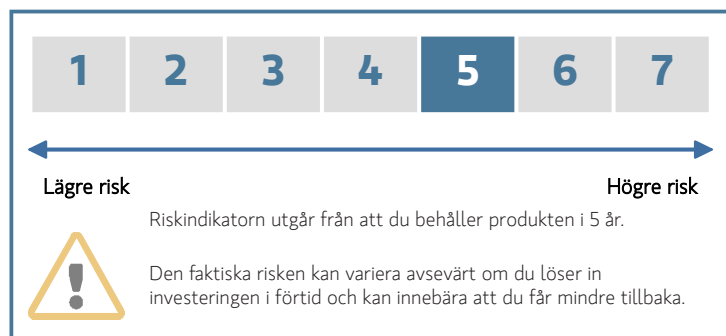 1 2 3 4 5 6 7
Lägre risk Högre risk
Riskindikatorn utgår från att du behåller produkten i 5 år.
Den faktiska risken kan variera avsevärt om du löser in
investeringen i förtid och kan innebära att du får mindre tillbaka.